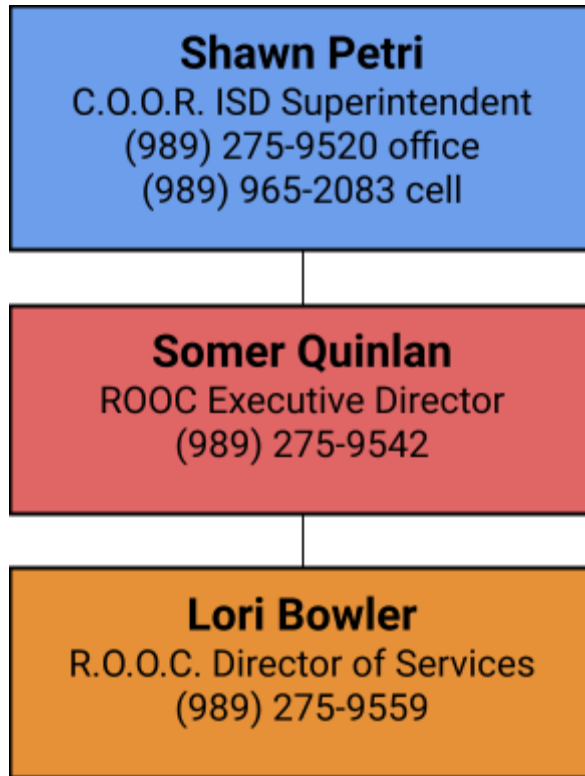 Shawn Petri
C.O.O.R. ISD Superintendent
(989) 275-9520 office
(989) 965-2083 cell
Somer Quinlan
ROOC Executive Director
(989) 275-9542
Lori Bowler
R.O.O.C. Director of Services
(989) 275-9559